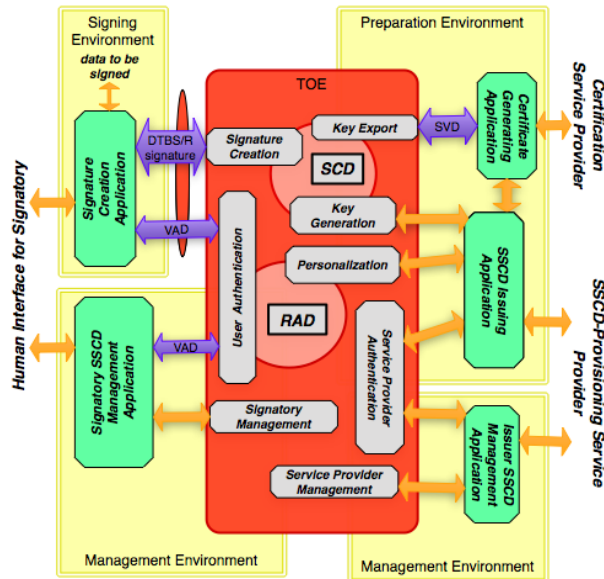 Signing
Environment
data to be
signed
Preparation Environment
TOE
Signature
Creation
Application
DTBS/R
signature
VAD
Signature
Creation
Key Export
SVD
SCD
Key
Generation
Personalization
User Authentication
RAD
Certificate
Generating
Application
Certification
Service Provider
SSCD Issuing
Application
Human Interface for Signatory
SSCD-Provisioning Service
Provider
Signatory SSCD
Management
Application
VAD
Signatory
Management
Service Provider
Authentication
Service Provider
Management
Issuer SSCD
Management
Application
Management Environment
Management Environment